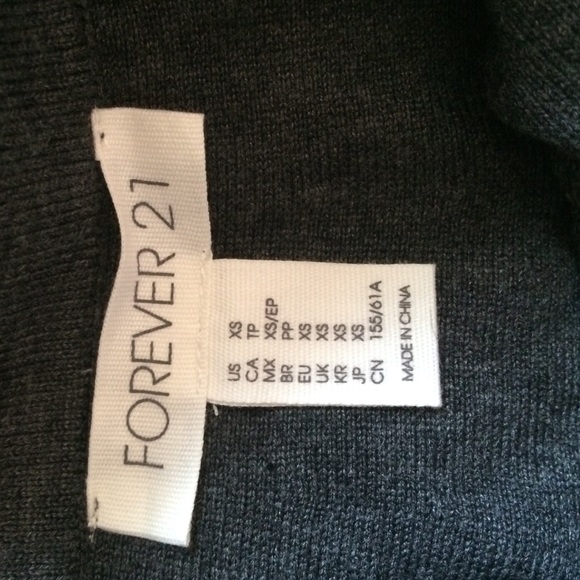 FOREVER 21
US XS
CA TP
MX XS/EP
BR PP
EU XS
UK XS
KR XS
JP XS
CN 155/61A
MADE IN CHINA